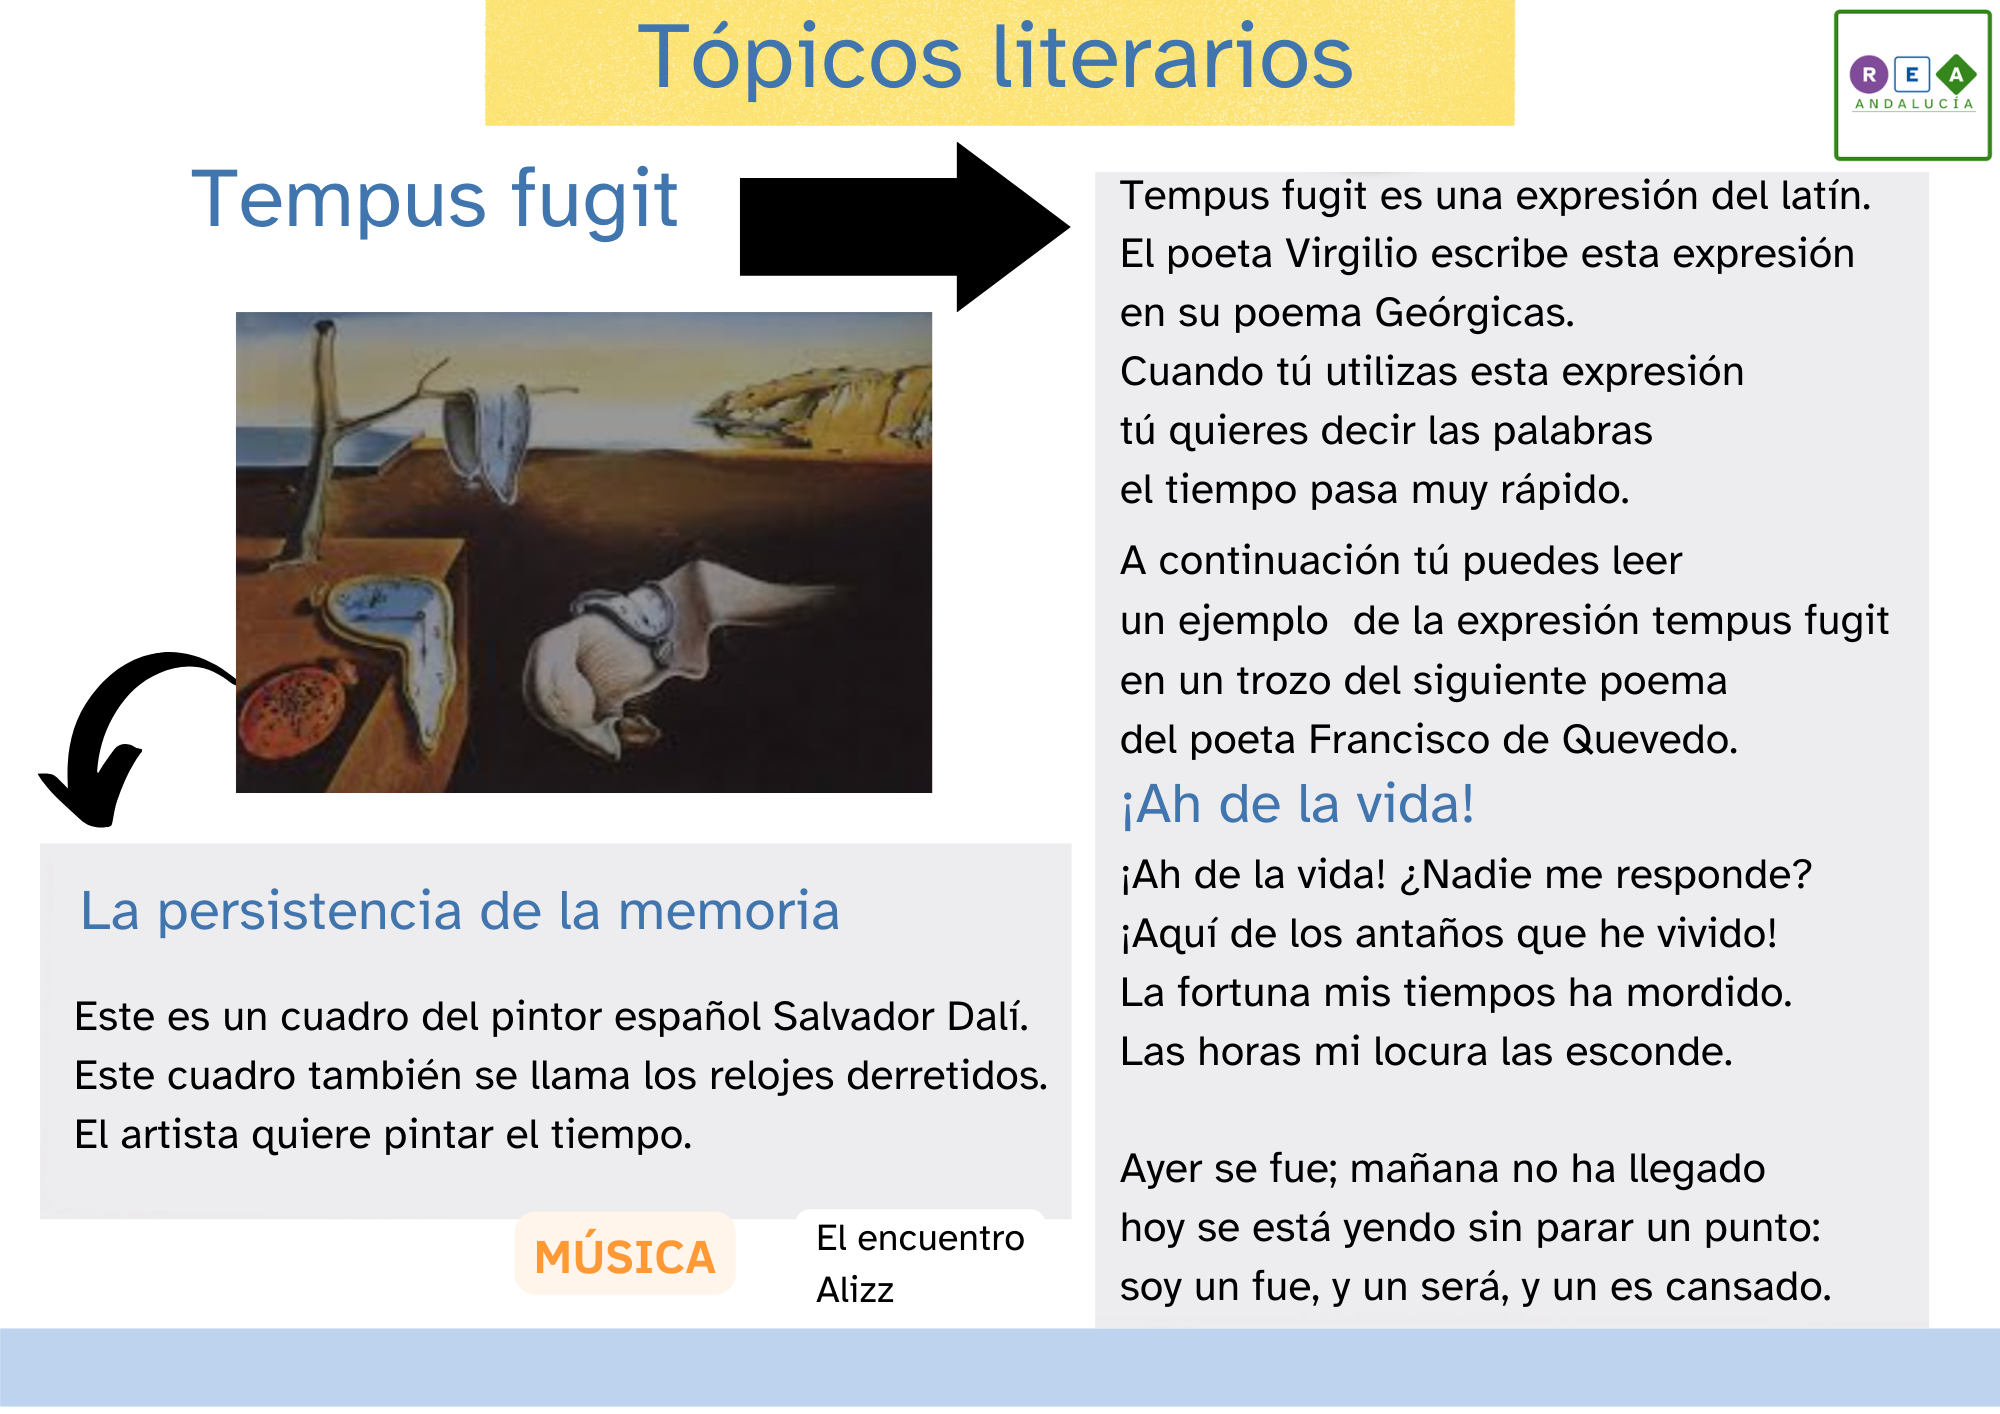 Tópicos literarios
R E A
ANDALUCÍA
Tempus fugit
Tempus fugit es una expresión del latín.
El poeta Virgilio escribe esta expresión
en su poema Geórgicas.
Cuando tú utilizas esta expresión
tú quieres decir las palabras
el tiempo pasa muy rápido.
A continuación tú puedes leer
un ejemplo de la expresión tempus fugit
en un trozo del siguiente poema
del poeta Francisco de Quevedo.
¡Ah de la vida!
¡Ah de la vida! ¿Nadie me responde?
¡Aquí de los antaños que he vivido!
La fortuna mis tiempos ha mordido.
Las horas mi locura las esconde.
Ayer se fue; mañana no ha llegado
hoy se está yendo sin parar un punto:
soy un fue, y un será, y un es cansado.
La persistencia de la memoria
Este es un cuadro del pintor español Salvador Dalí.
Este cuadro también se llama los relojes derretidos.
El artista quiere pintar el tiempo.
MÚSICA
El encuentro
Alizz